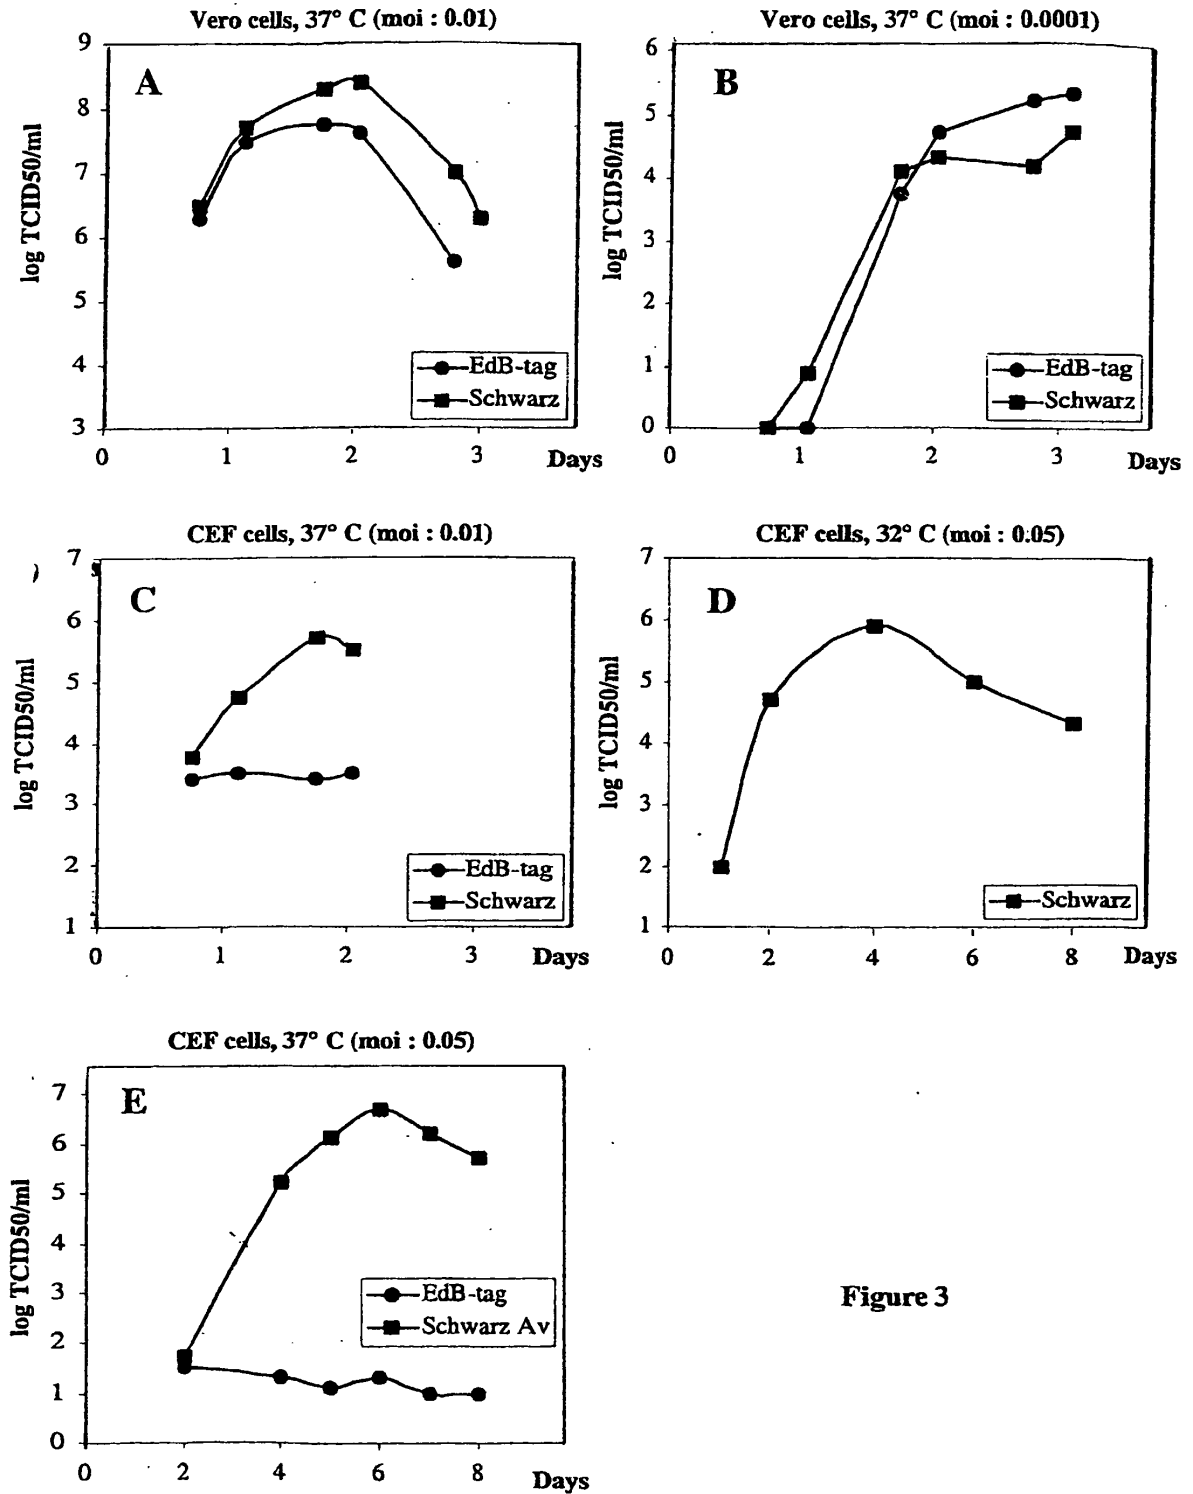 Vero cells, 37° C (moi : 0.01)
A
log TCID50/ml
9
8
7
6
5
4
3
0 1 2 3 Days
EdB-tag
Schwarz
Vero cells, 37° C (moi : 0.0001)
B
log TCID50/ml
6
5
4
3
2
1
0
0 1 2 3 Days
EdB-tag
Schwarz
CEF cells, 37° C (moi : 0.01)
C
log TCID50/ml
7
6
5
4
3
2
1
0 1 2 3 Days
EdB-tag
Schwarz
CEF cells, 32° C (moi : 0.05)
D
log TCID50/ml
7
6
5
4
3
2
1
0 2 4 6 8 Days
Schwarz
CEF cells, 37° C (moi : 0.05)
E
log TCID50/ml
7
6
5
4
3
2
1
0
0 2 4 6 8 Days
EdB-tag
Schwarz Av
Figure 3